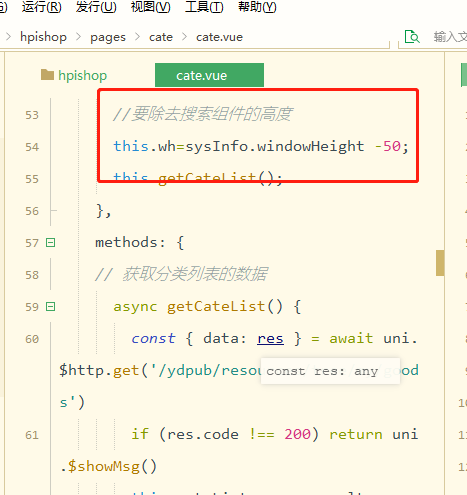 运行(R) 发行(U) 视图(V) 工具(T) 帮助(Y)
hpishop > pages > cate > cate.vue
输入文
hpishop
cate.vue
53 //要除去搜索组件的高度
54 this.wh=sysInfo.windowHeight -50;
55 this.getCateList();
56 },
57 methods: {
58 // 获取分类列表的数据
59 async getCateList() {
60 const { data: res } = await uni.
$http.get('/ydpub/resou good
const res: any
s')
61 if (res.code !== 200) return uni
.$showMsg()